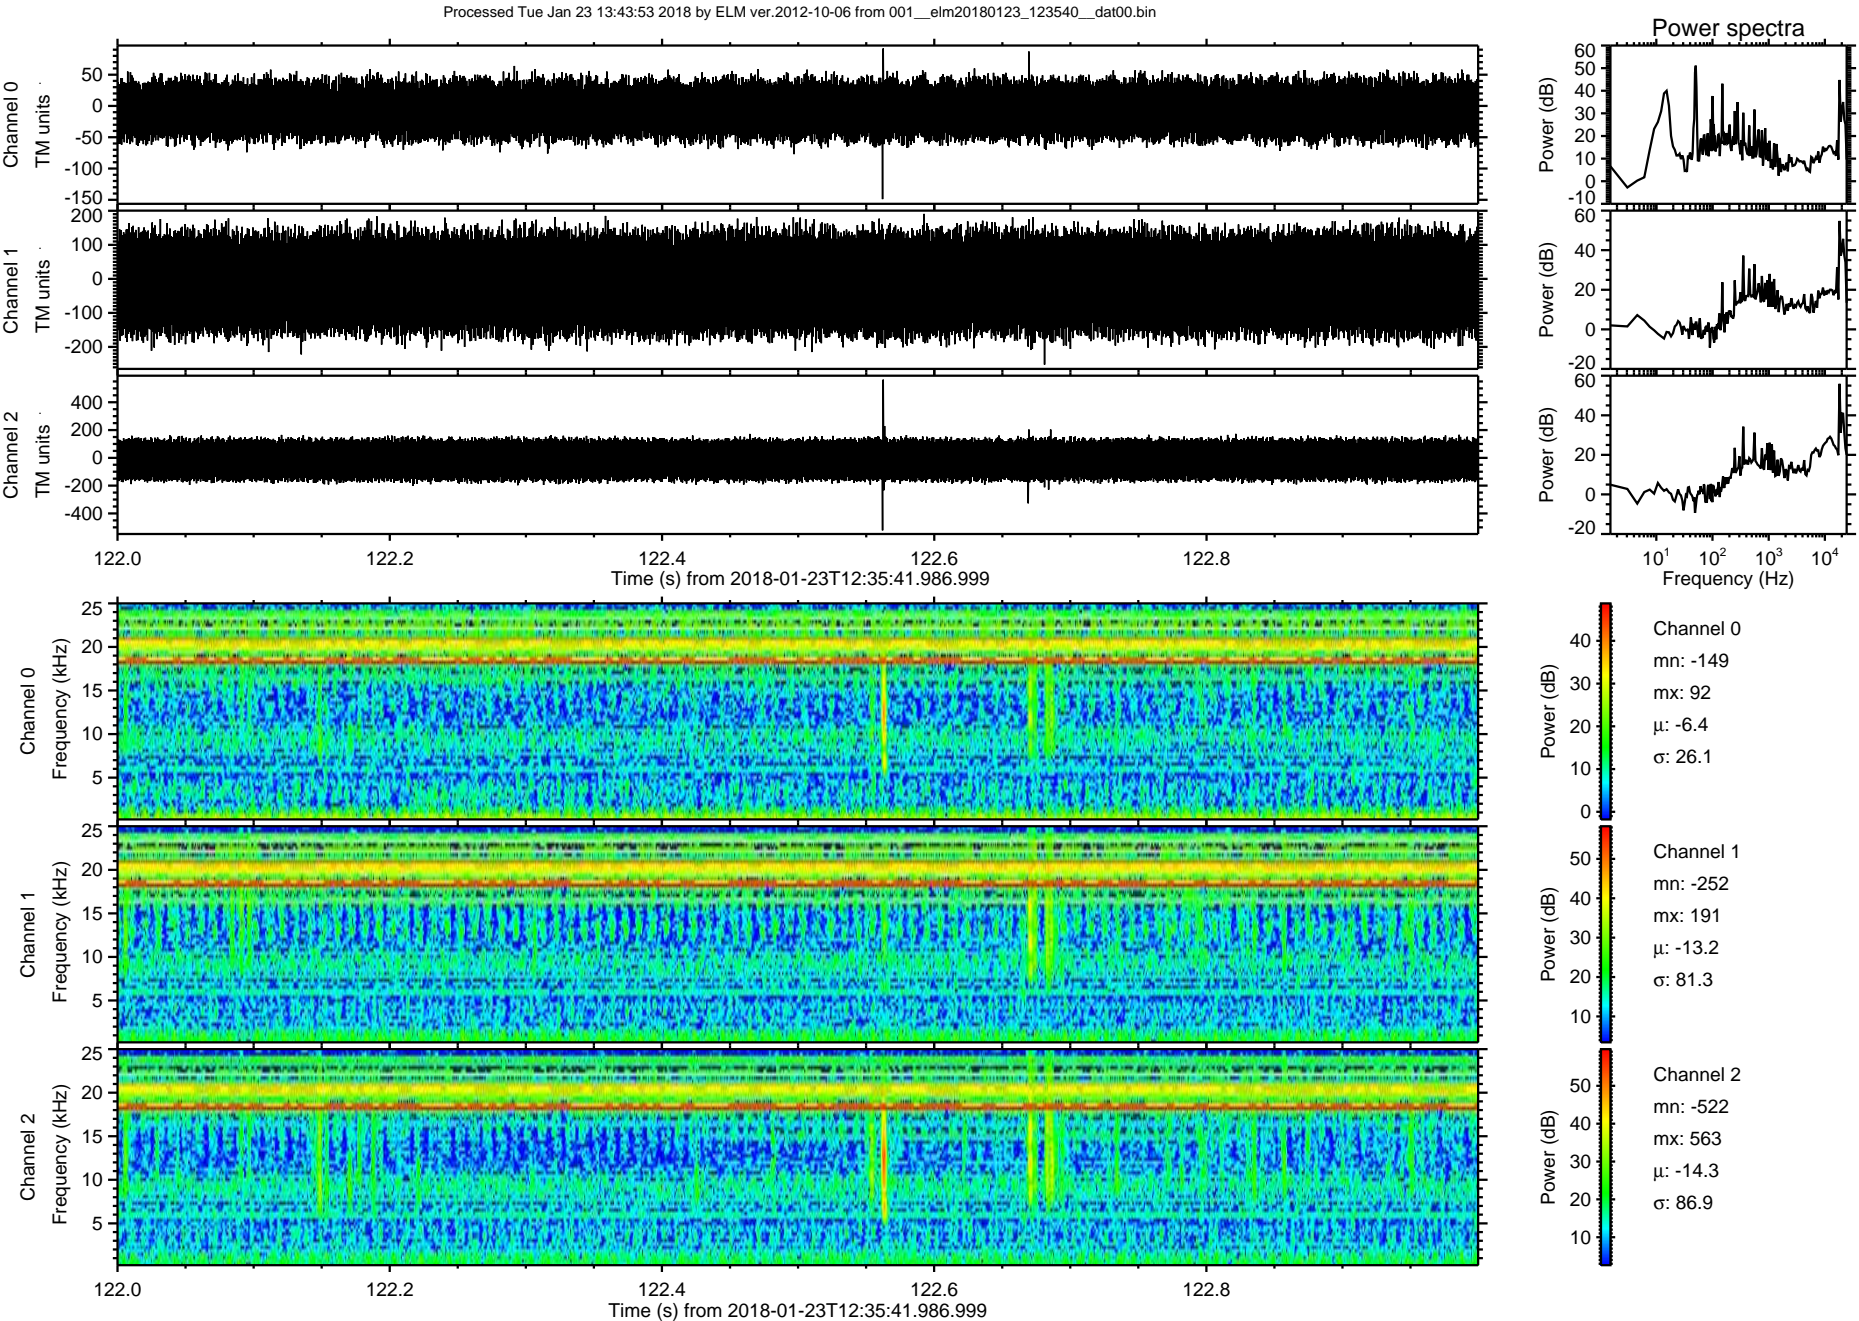 Processed Tue Jan 23 13:43:53 2018 by ELM ver.2012-10-06 from 001__elm20180123_123540__dat00.bin
Power spectra
Channel 0
TM units
50
0
-50
-100
-150
Power (dB)
60
50
40
30
20
10
0
-10
Channel 1
TM units
200
100
0
-100
-200
Power (dB)
60
40
20
0
-20
Channel 2
TM units
400
200
0
-200
-400
Power (dB)
60
40
20
0
-20
122.0 122.2 122.4 122.6 122.8
Time (s) from 2018-01-23T12:35:41.986.999
10¹ 10² 10³ 10⁴
Frequency (Hz)
Channel 0
Frequency (kHz)
25
20
15
10
5
Power (dB)
40
30
20
10
0
Channel 0
mn: -149
mx: 92
μ: -6.4
σ: 26.1
Channel 1
Frequency (kHz)
25
20
15
10
5
Power (dB)
50
40
30
20
10
Channel 1
mn: -252
mx: 191
μ: -13.2
σ: 81.3
Channel 2
Frequency (kHz)
25
20
15
10
5
Power (dB)
50
40
30
20
10
Channel 2
mn: -522
mx: 563
μ: -14.3
σ: 86.9
122.0 122.2 122.4 122.6 122.8
Time (s) from 2018-01-23T12:35:41.986.999